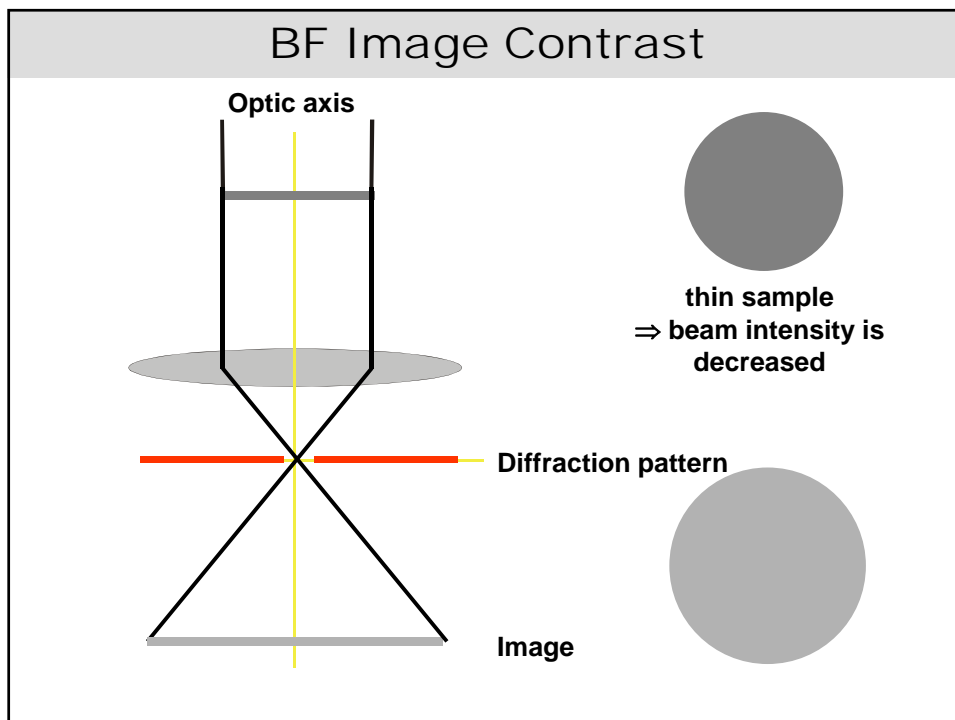 BF Image Contrast
Optic axis
thin sample
⇒ beam intensity is
decreased
Diffraction pattern
Image